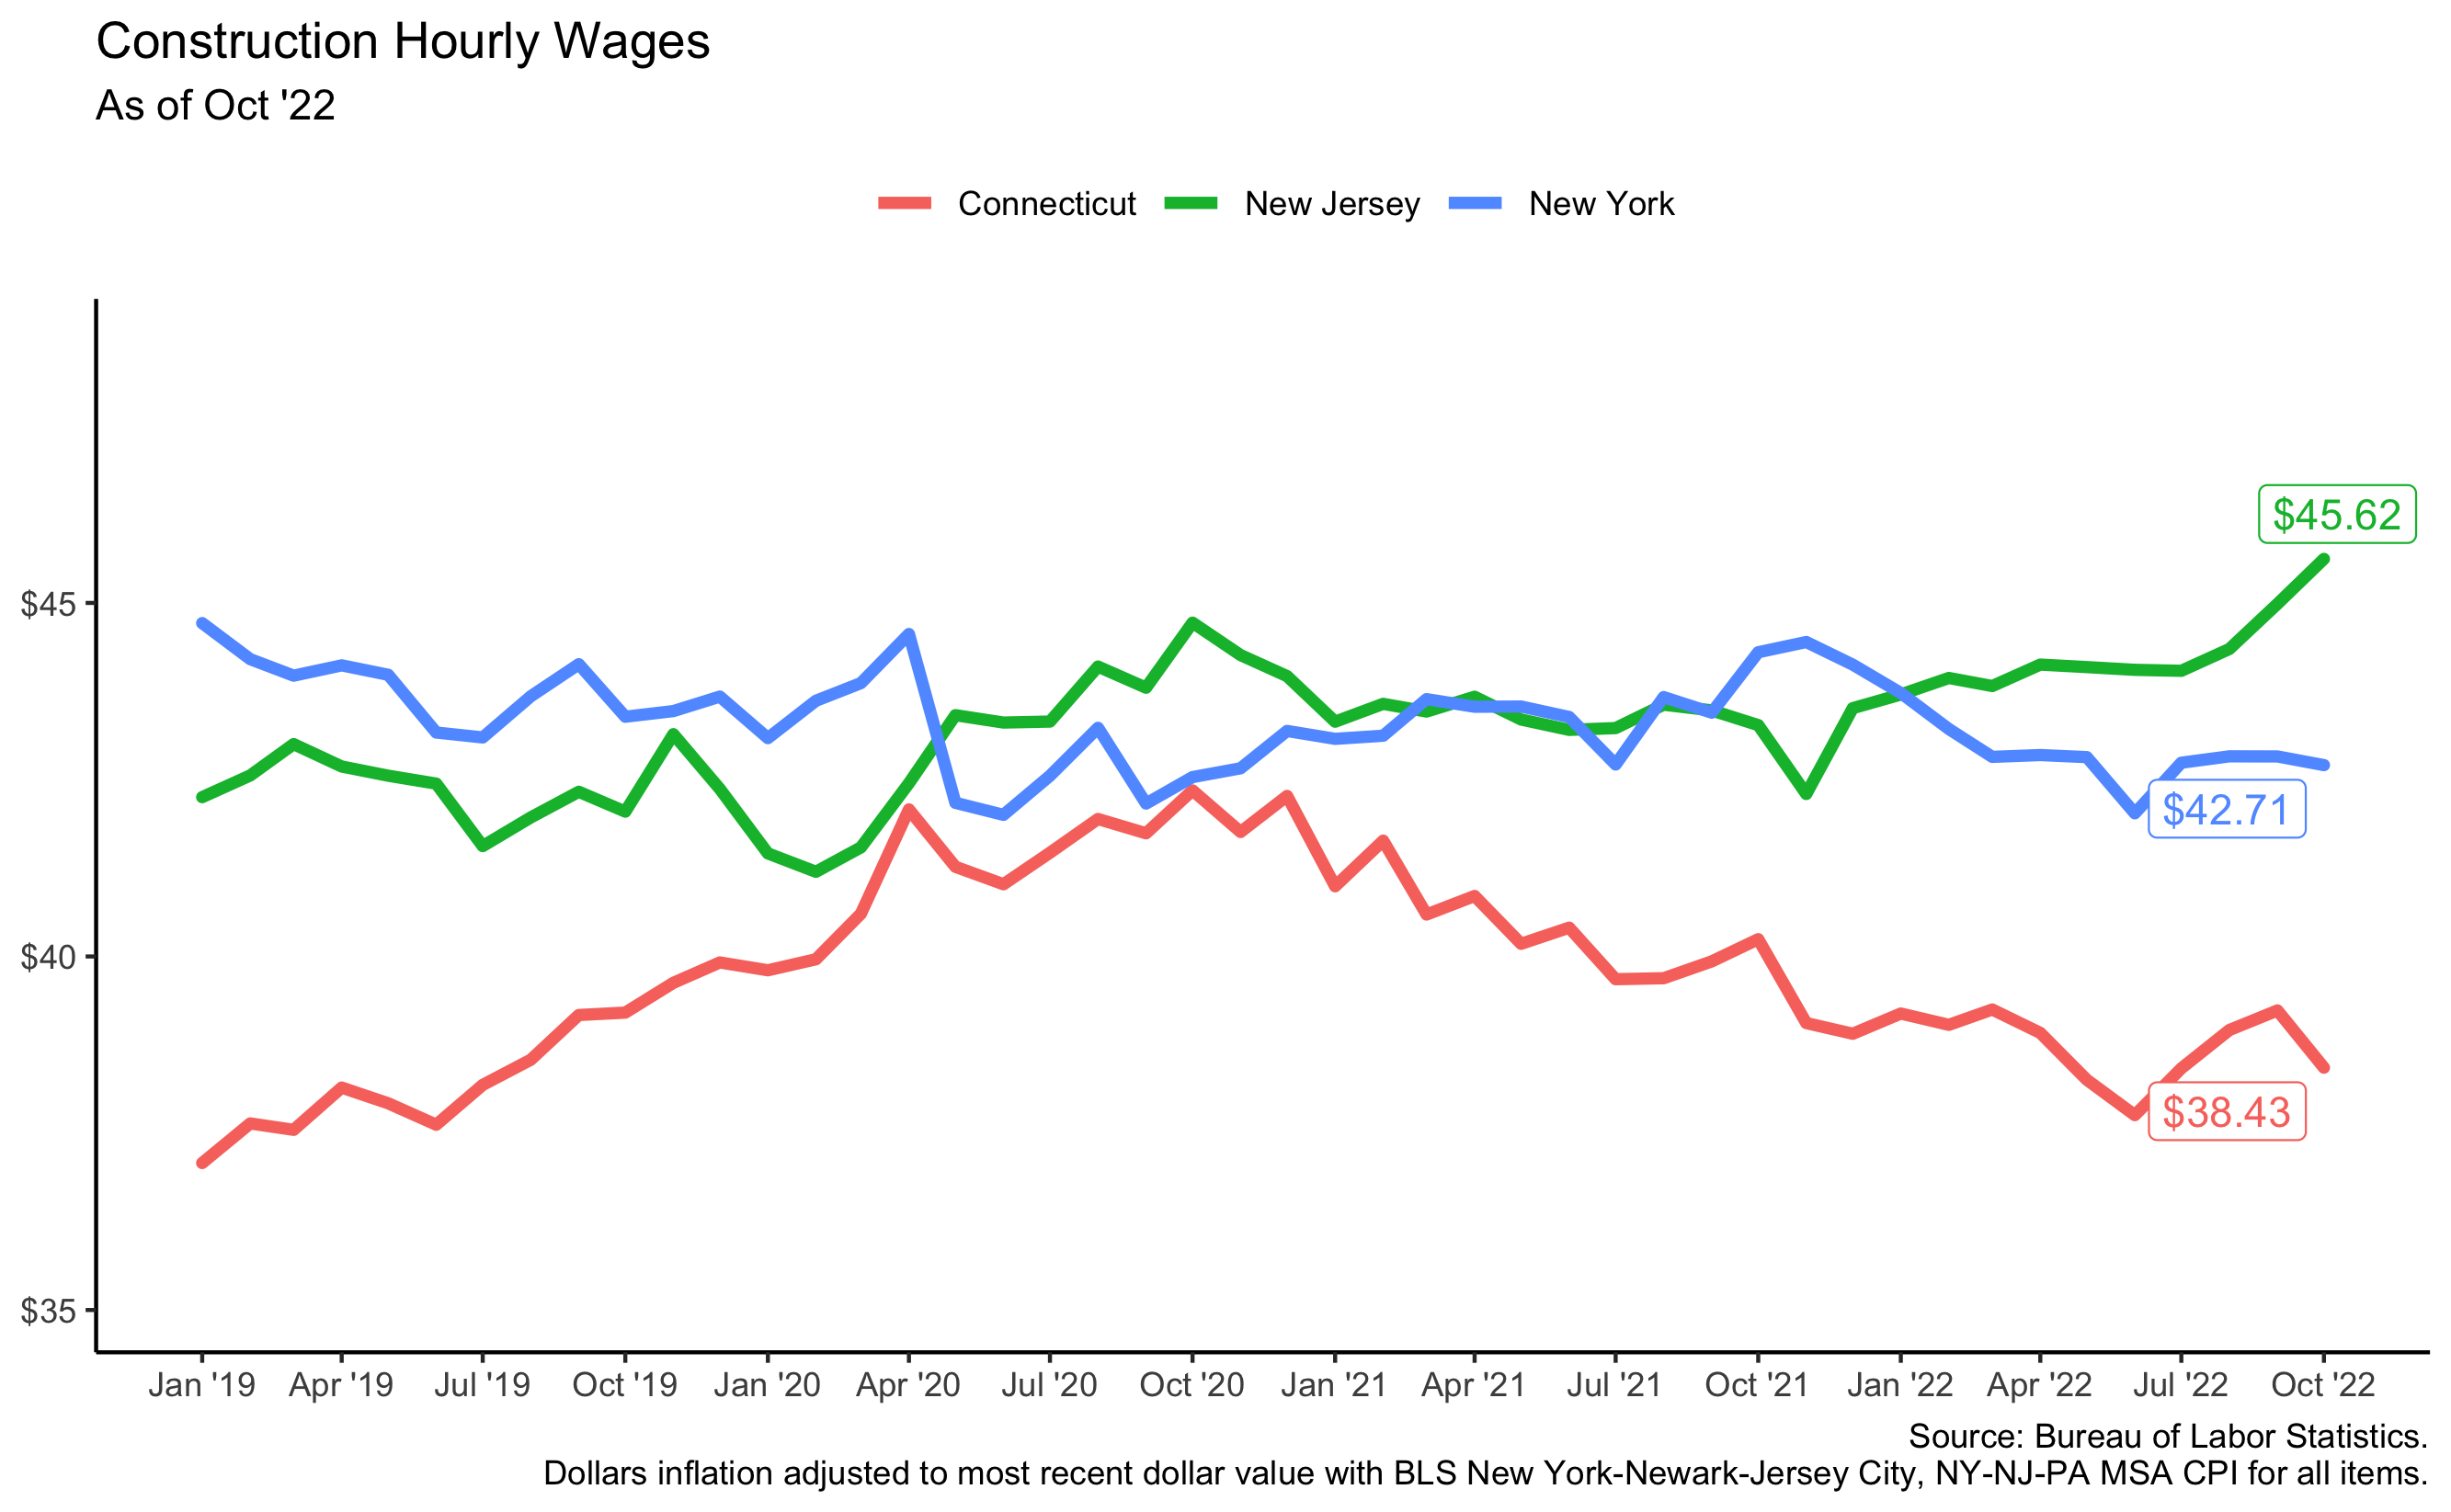 Construction Hourly Wages
As of Oct '22
Connecticut New Jersey New York
$45.62
$45
$42.71
$40
$38.43
$35
Jan '19 Apr '19 Jul '19 Oct '19 Jan '20 Apr '20 Jul '20 Oct '20 Jan '21 Apr '21 Jul '21 Oct '21 Jan '22 Apr '22 Jul '22 Oct '22
Source: Bureau of Labor Statistics.
Dollars inflation adjusted to most recent dollar value with BLS New York-Newark-Jersey City, NY-NJ-PA MSA CPI for all items.